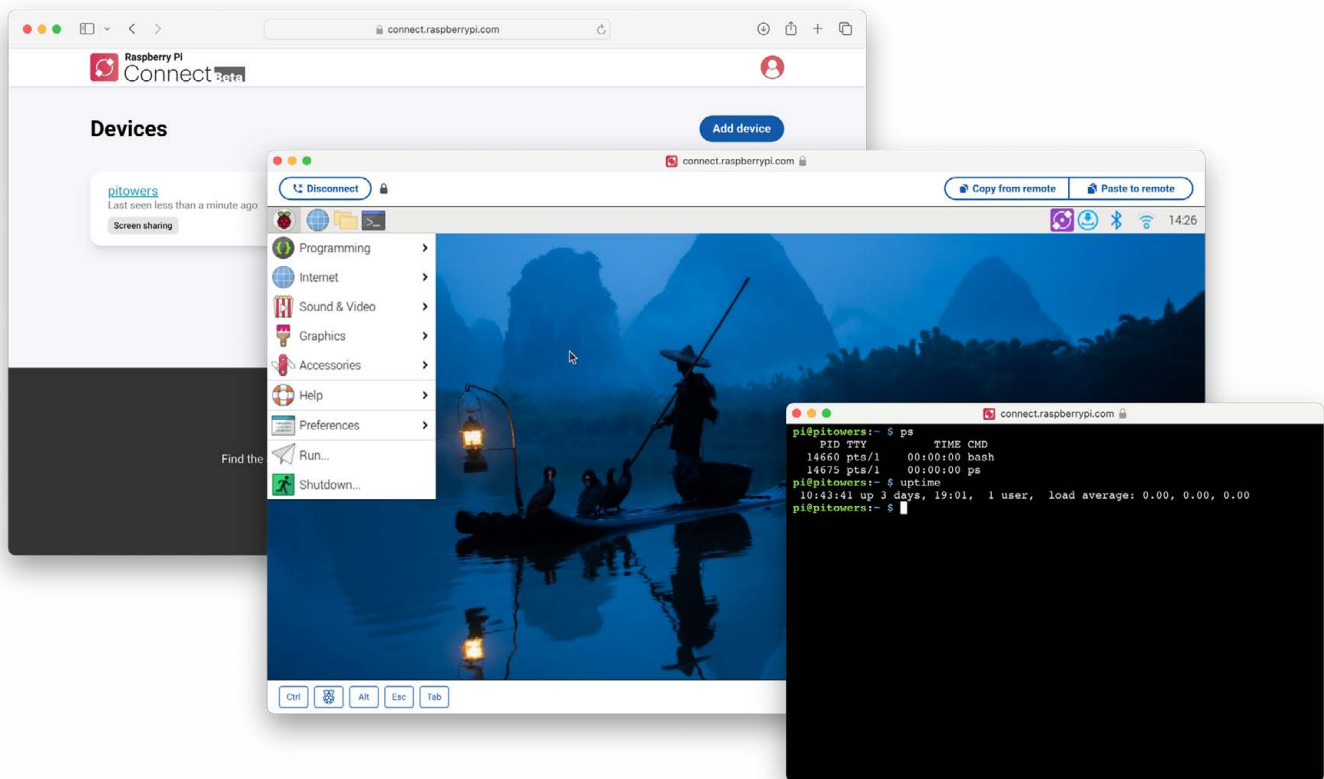 connect.raspberrypi.com
Raspberry Pi
Connect Beta
Devices
Add device
pitowers
Last seen less than a minute ago
Screen sharing
Find the
connect.raspberrypi.com
Disconnect
Copy from remote
Paste to remote
14:26
Programming
Internet
Sound & Video
Graphics
Accessories
Help
Preferences
Run...
Shutdown...
Ctrl
Alt
Esc
Tab
connect.raspberrypi.com
pi@pitowers:~ $ ps
PID TTY TIME CMD
14660 pts/1 00:00:00 bash
14675 pts/1 00:00:00 ps
pi@pitowers:~ $ uptime
10:43:41 up 3 days, 19:01, 1 user, load average: 0.00, 0.00, 0.00
pi@pitowers:~ $